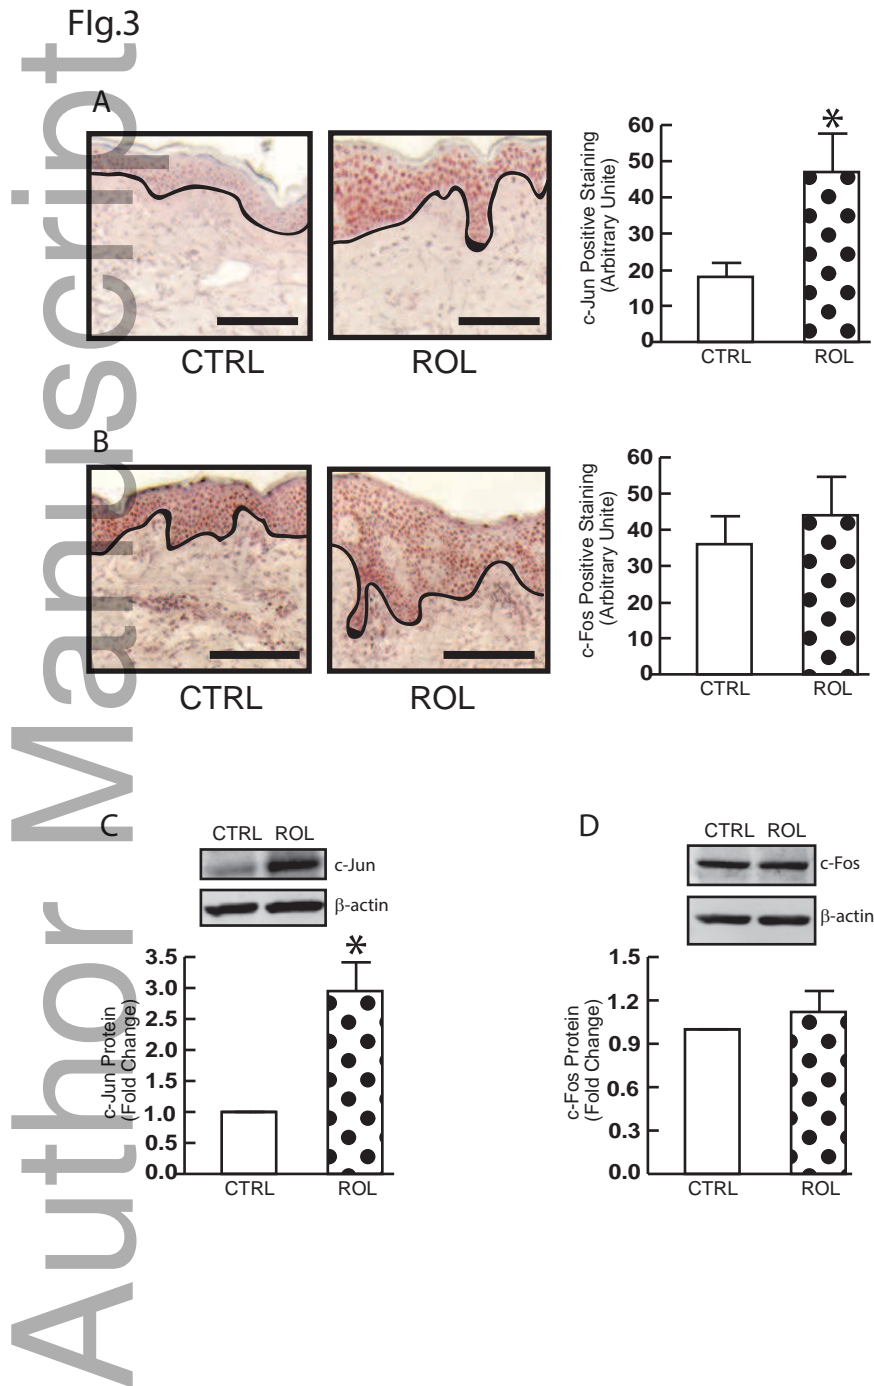 FIg.3
Author Manuscript
A
CTRL
ROL
c-Jun Positive Staining
(Arbitrary Unite)
60
50
40
30
20
10
0
*
CTRL
ROL
B
CTRL
ROL
c-Fos Positive Staining
(Arbitrary Unite)
60
50
40
30
20
10
0
CTRL
ROL
C
CTRL ROL
c-Jun
β-actin
c-Jun Protein
(Fold Change)
3.5
3.0
2.5
2.0
1.5
1.0
0.5
0.0
*
CTRL
ROL
D
CTRL ROL
c-Fos
β-actin
c-Fos Protein
(Fold Change)
1.5
1.2
0.9
0.6
0.3
0.0
CTRL
ROL